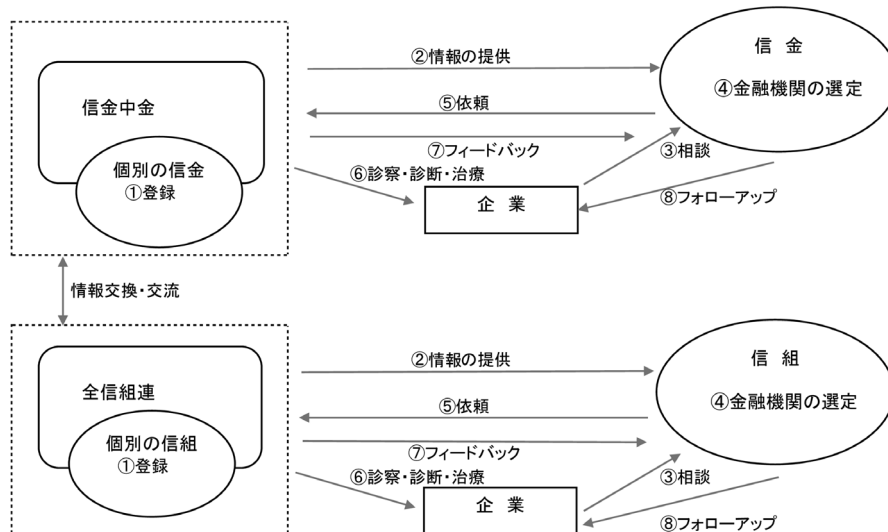 信金
②情報の提供
④金融機関の選定
信金中金
⑤依頼
⑦フィードバック
③相談
個別の信金
①登録
⑥診察・診断・治療
企業
⑧フォローアップ
情報交換・交流
信組
②情報の提供
全信組連
④金融機関の選定
⑤依頼
個別の信組
①登録
⑦フィードバック
③相談
⑥診察・診断・治療
企業
⑧フォローアップ